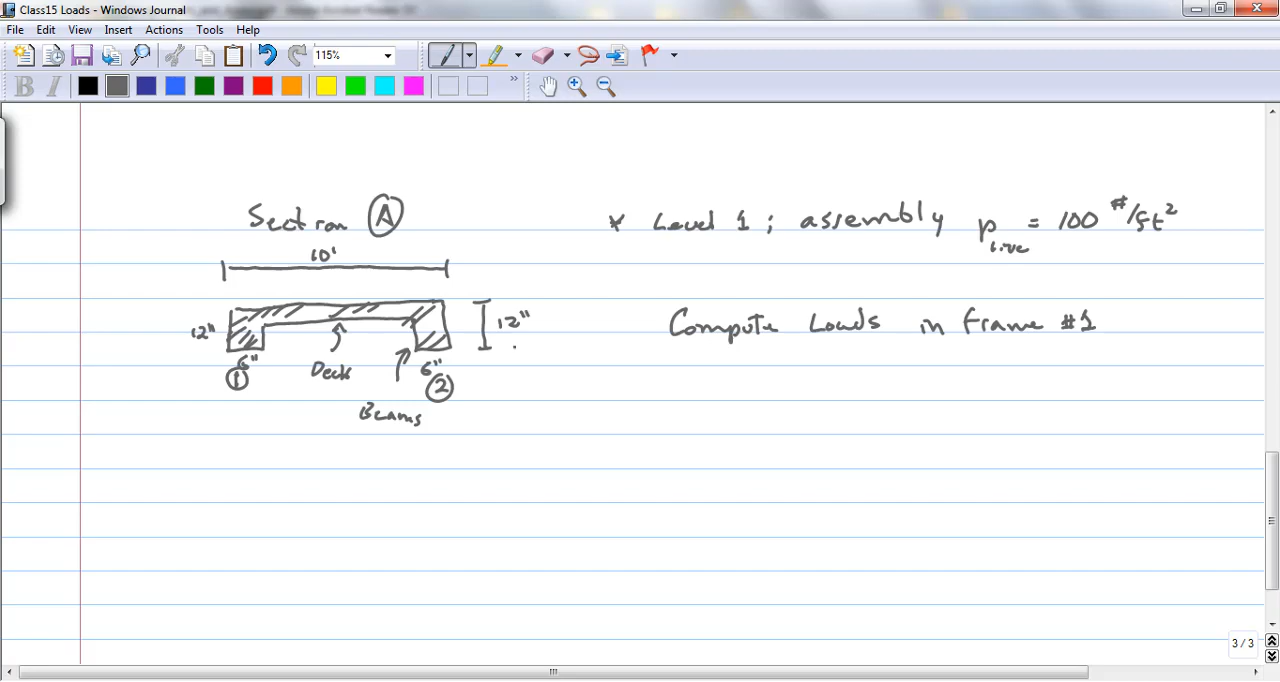 Class15 Loads - Windows Journal
File Edit View Insert Actions Tools Help
115%
B I
Section A
* Level 1 ; assembly p live = 100 #/ft²
10'
12"
12"
Compute Loads in frame #1
6"
Deck
6"
1
2
Beams
3 / 3